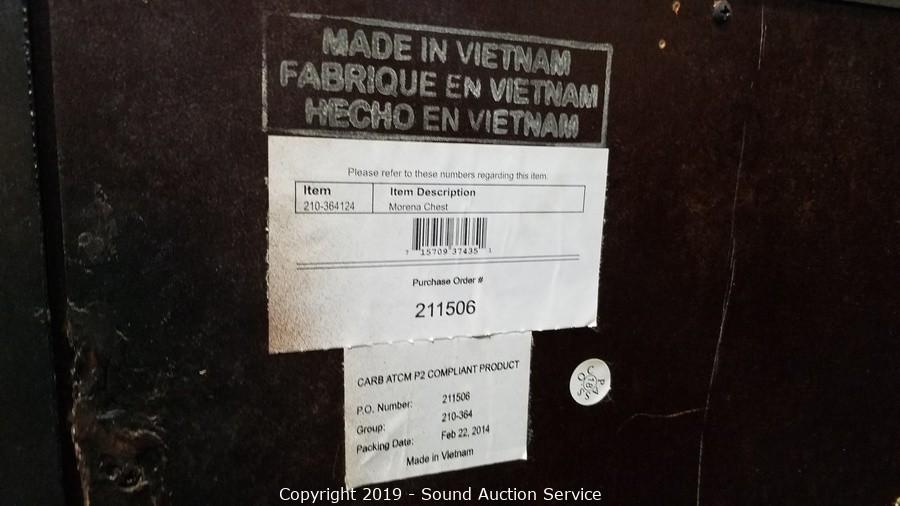 MADE IN VIETNAM
FABRIQUE EN VIETNAM
HECHO EN VIETNAM
Please refer to these numbers regarding this item.
Item Item Description
210-364124 Morena Chest
7 15709 37435 1
Purchase Order #
211506
CARB ATCM P2 COMPLIANT PRODUCT
P.O. Number: 211506
Group: 210-364
Packing Date: Feb 22, 2014
Made in Vietnam
Copyright 2019 - Sound Auction Service